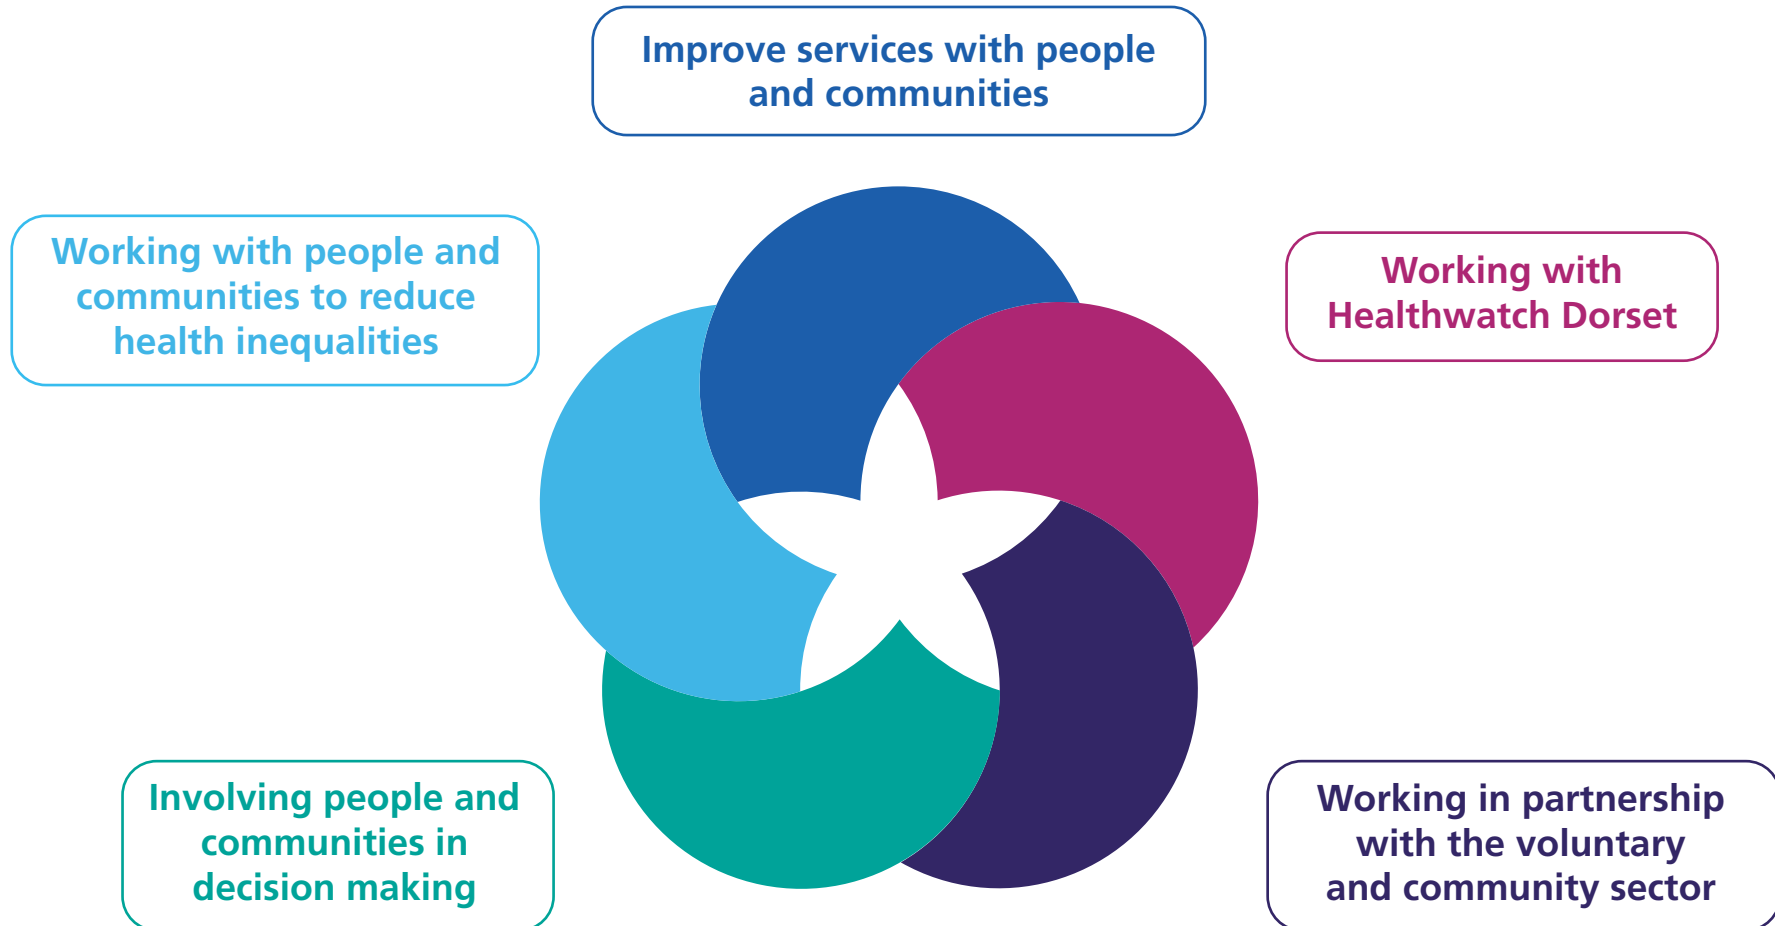 Improve services with people
and communities
Working with people and
communities to reduce
health inequalities
Working with
Healthwatch Dorset
Involving people and
communities in
decision making
Working in partnership
with the voluntary
and community sector